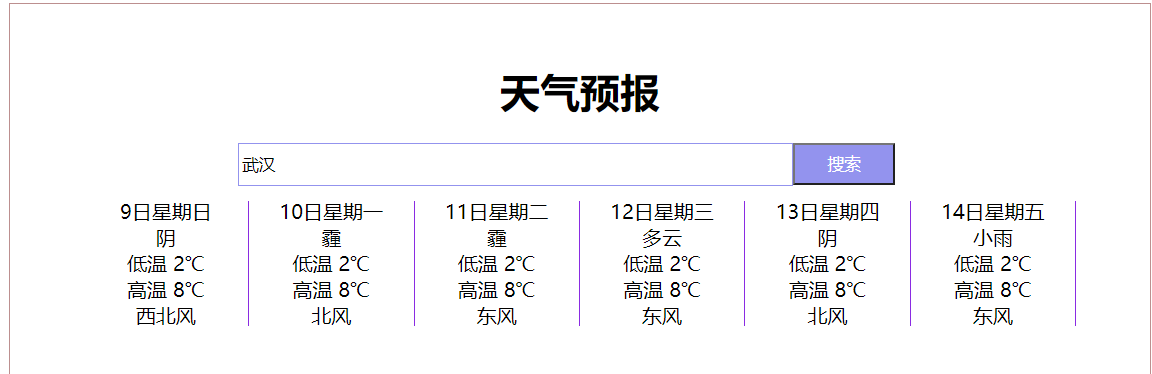 天气预报
武汉
搜索
9日星期日
阴
低温 2℃
高温 8℃
西北风
10日星期一
霾
低温 2℃
高温 8℃
北风
11日星期二
霾
低温 2℃
高温 8℃
东风
12日星期三
多云
低温 2℃
高温 8℃
东风
13日星期四
阴
低温 2℃
高温 8℃
北风
14日星期五
小雨
低温 2℃
高温 8℃
东风